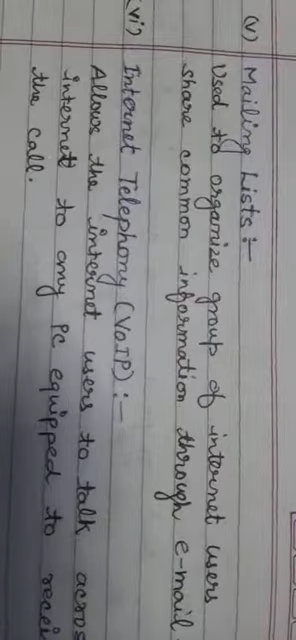 (v) Mailing Lists :-
Used to organize group of internet users
share common information through e-mail
(vi) Internet Telephony (VoIP) :-
Allows the internet users to talk acros
internet to any PC equipped to recei
the call.